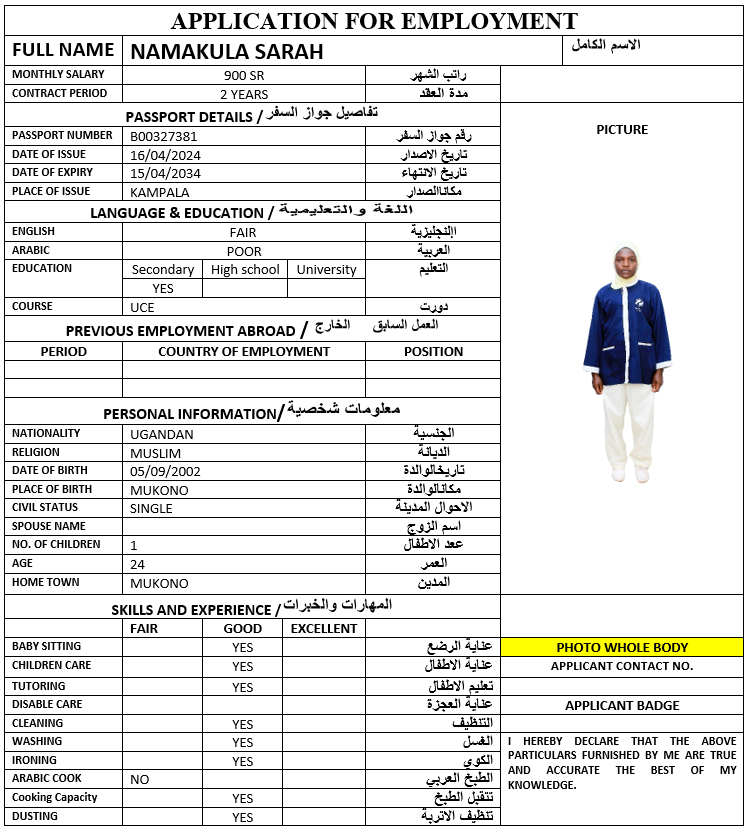 APPLICATION FOR EMPLOYMENT
FULL NAME NAMAKULA SARAH الاسم الكامل
MONTHLY SALARY 900 SR راتب الشهر
CONTRACT PERIOD 2 YEARS مدة العقد
PASSPORT DETAILS / تفاصيل جواز السفر
PICTURE
PASSPORT NUMBER B00327381 رقم جواز السفر
DATE OF ISSUE 16/04/2024 تاريخ الاصدار
DATE OF EXPIRY 15/04/2034 تاريخ الانتهاء
PLACE OF ISSUE KAMPALA مكاناالصدار
LANGUAGE & EDUCATION / اللغة والتعليمية
ENGLISH FAIR اإلنجليزية
ARABIC POOR العربية
EDUCATION Secondary High school University التعليم
YES
COURSE UCE دورت
PREVIOUS EMPLOYMENT ABROAD / العمل السابق الخارج
PERIOD COUNTRY OF EMPLOYMENT POSITION
PERSONAL INFORMATION/ معلومات شخصية
NATIONALITY UGANDAN الجنسية
RELIGION MUSLIM الديانة
DATE OF BIRTH 05/09/2002 تاريخالوالدة
PLACE OF BIRTH MUKONO مكانالوالدة
CIVIL STATUS SINGLE الاحوال المدينة
SPOUSE NAME اسم الزوج
NO. OF CHILDREN 1 عدد الاطفال
AGE 24 العمر
HOME TOWN MUKONO المدين
SKILLS AND EXPERIENCE / المهارات والخبرات
FAIR GOOD EXCELLENT
BABY SITTING YES عناية الرضع
PHOTO WHOLE BODY
CHILDREN CARE YES عناية الاطفال
APPLICANT CONTACT NO.
TUTORING YES تعليم الاطفال
DISABLE CARE عناية العجزة
APPLICANT BADGE
CLEANING YES التنظيف
WASHING YES الغسل
IRONING YES الكوي
ARABIC COOK NO الطبخ العربي
Cooking Capacity YES تتقبل الطبخ
DUSTING YES تنظيف الاتربة
I HEREBY DECLARE THAT THE ABOVE
PARTICULARS FURNISHED BY ME ARE TRUE
AND ACCURATE THE BEST OF MY
KNOWLEDGE.